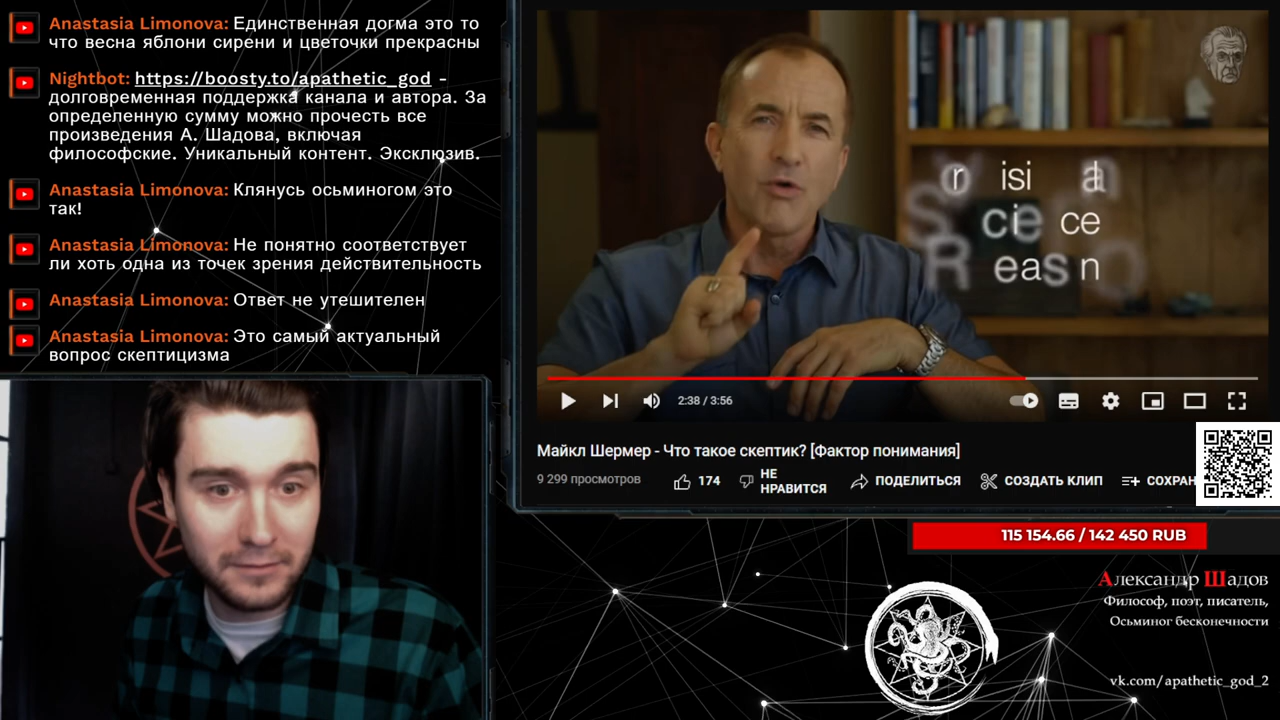 Anastasia Limonova: Единственная догма это то
что весна яблони сирени и цветочки прекрасны
Nightbot: https://boosty.to/apathetic_god -
долговременная поддержка канала и автора. За
определенную сумму можно прочесть все
произведения А. Шадова, включая
философские. Уникальный контент. Эксклюзив.
Anastasia Limonova: Клянусь осьминогом это
так!
Anastasia Limonova: Не понятно соответствует
ли хоть одна из точек зрения действительность
Anastasia Limonova: Ответ не утешителен
Anastasia Limonova: Это самый актуальный
вопрос скептицизма
2:38 / 3:56
Майкл Шермер - Что такое скептик? [Фактор понимания]
9 299 просмотров
174
НЕ
НРАВИТСЯ
ПОДЕЛИТЬСЯ
СОЗДАТЬ КЛИП
СОХРАН
115 154.66 / 142 450 RUB
Александр Шадов
Философ, поэт, писатель,
Осьминог бесконечности
vk.com/apathetic_god_2